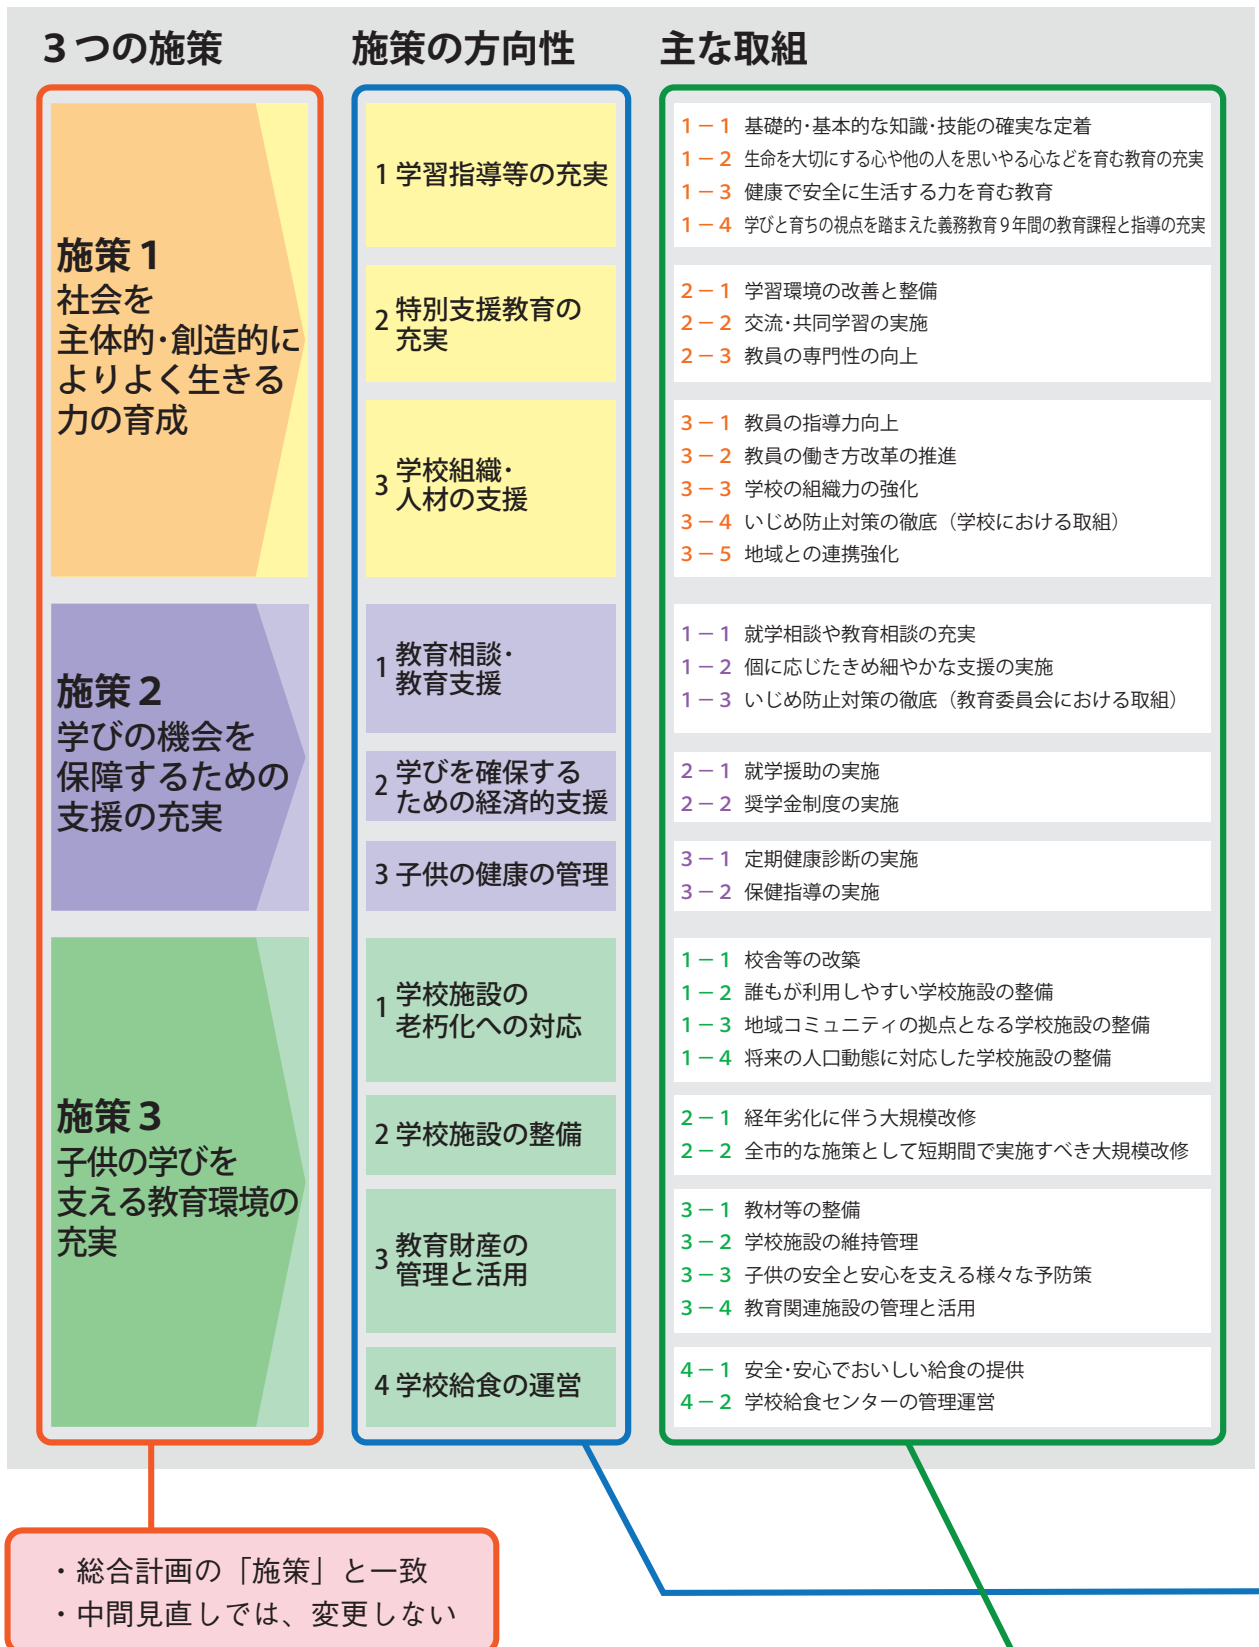 3つの施策
施策の方向性
主な取組
施策1
社会を
主体的・創造的に
よりよく生きる
力の育成
1 学習指導等の充実
1－1 基礎的・基本的な知識・技能の確実な定着
1－2 生命を大切にする心や他の人を思いやる心などを育む教育の充実
1－3 健康で安全に生活する力を育む教育
1－4 学びと育ちの視点を踏まえた義務教育9年間の教育課程と指導の充実
2 特別支援教育の
充実
2－1 学習環境の改善と整備
2－2 交流・共同学習の実施
2－3 教員の専門性の向上
3 学校組織・
人材の支援
3－1 教員の指導力向上
3－2 教員の働き方改革の推進
3－3 学校の組織力の強化
3－4 いじめ防止対策の徹底（学校における取組）
3－5 地域との連携強化
施策2
学びの機会を
保障するための
支援の充実
1 教育相談・
教育支援
1－1 就学相談や教育相談の充実
1－2 個に応じたきめ細やかな支援の実施
1－3 いじめ防止対策の徹底（教育委員会における取組）
2 学びを確保する
ための経済的支援
2－1 就学援助の実施
2－2 奨学金制度の実施
3 子供の健康の管理
3－1 定期健康診断の実施
3－2 保健指導の実施
施策3
子供の学びを
支える教育環境の
充実
1 学校施設の
老朽化への対応
1－1 校舎等の改築
1－2 誰もが利用しやすい学校施設の整備
1－3 地域コミュニティの拠点となる学校施設の整備
1－4 将来の人口動態に対応した学校施設の整備
2 学校施設の整備
2－1 経年劣化に伴う大規模改修
2－2 全市的な施策として短期間で実施すべき大規模改修
3 教育財産の
管理と活用
3－1 教材等の整備
3－2 学校施設の維持管理
3－3 子供の安全と安心を支える様々な予防策
3－4 教育関連施設の管理と活用
4 学校給食の運営
4－1 安全・安心でおいしい給食の提供
4－2 学校給食センターの管理運営
・総合計画の「施策」と一致
・中間見直しでは、変更しない